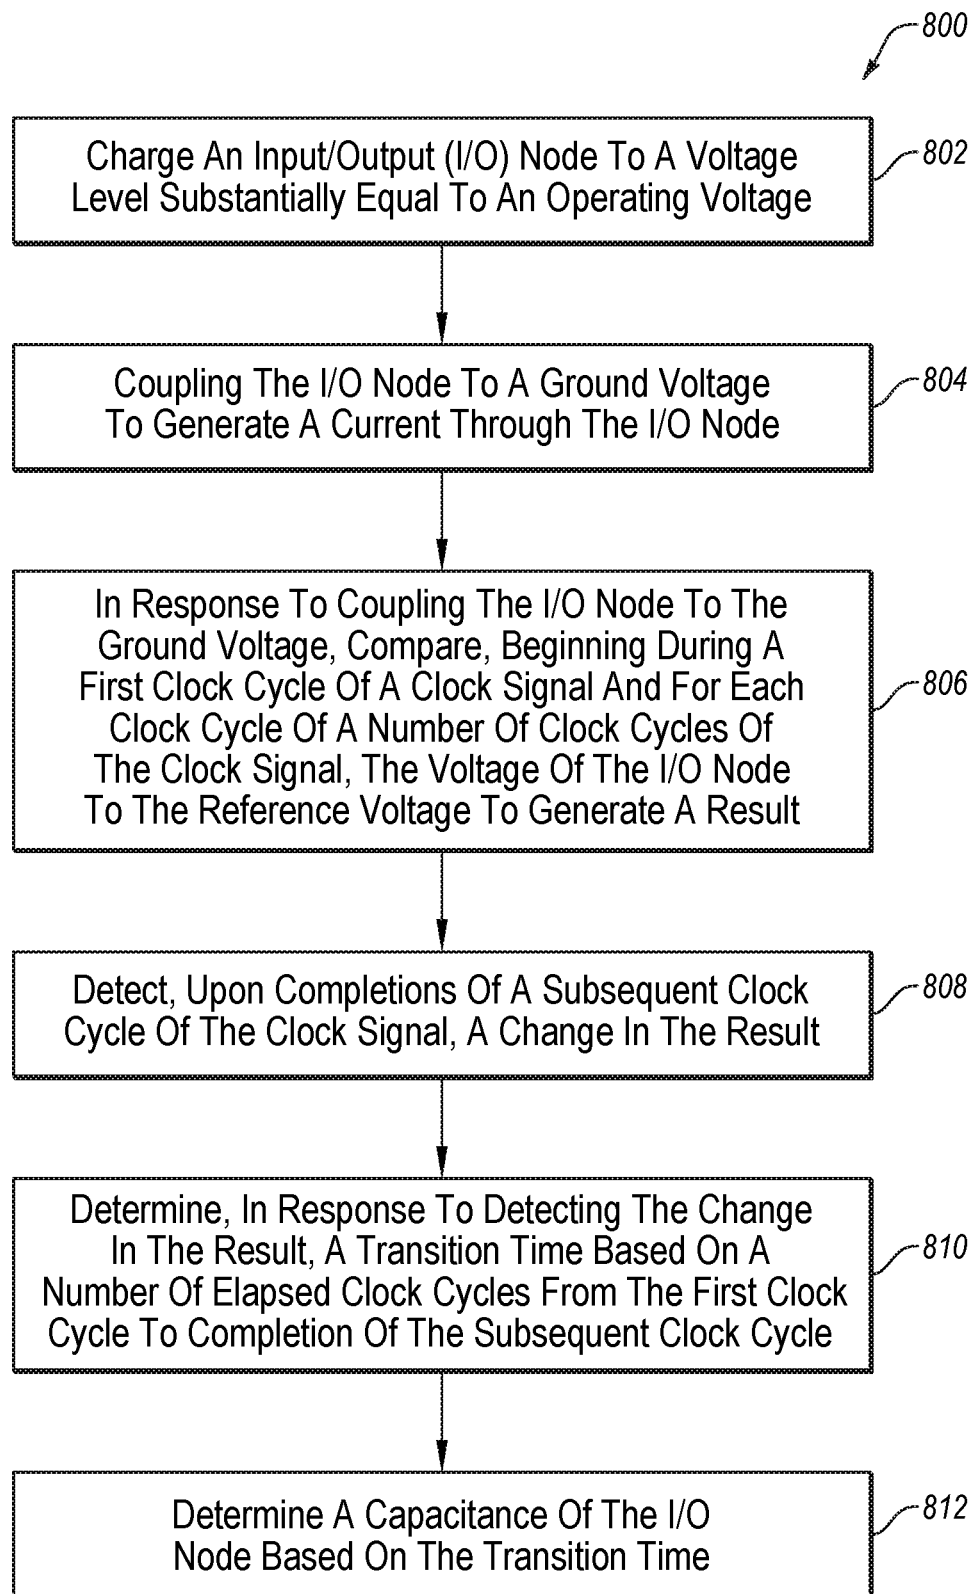 800
Charge An Input/Output (I/O) Node To A Voltage
Level Substantially Equal To An Operating Voltage
802
Coupling The I/O Node To A Ground Voltage
To Generate A Current Through The I/O Node
804
In Response To Coupling The I/O Node To The
Ground Voltage, Compare, Beginning During A
First Clock Cycle Of A Clock Signal And For Each
Clock Cycle Of A Number Of Clock Cycles Of
The Clock Signal, The Voltage Of The I/O Node
To The Reference Voltage To Generate A Result
806
Detect, Upon Completions Of A Subsequent Clock
Cycle Of The Clock Signal, A Change In The Result
808
Determine, In Response To Detecting The Change
In The Result, A Transition Time Based On A
Number Of Elapsed Clock Cycles From The First Clock
Cycle To Completion Of The Subsequent Clock Cycle
810
Determine A Capacitance Of The I/O
Node Based On The Transition Time
812